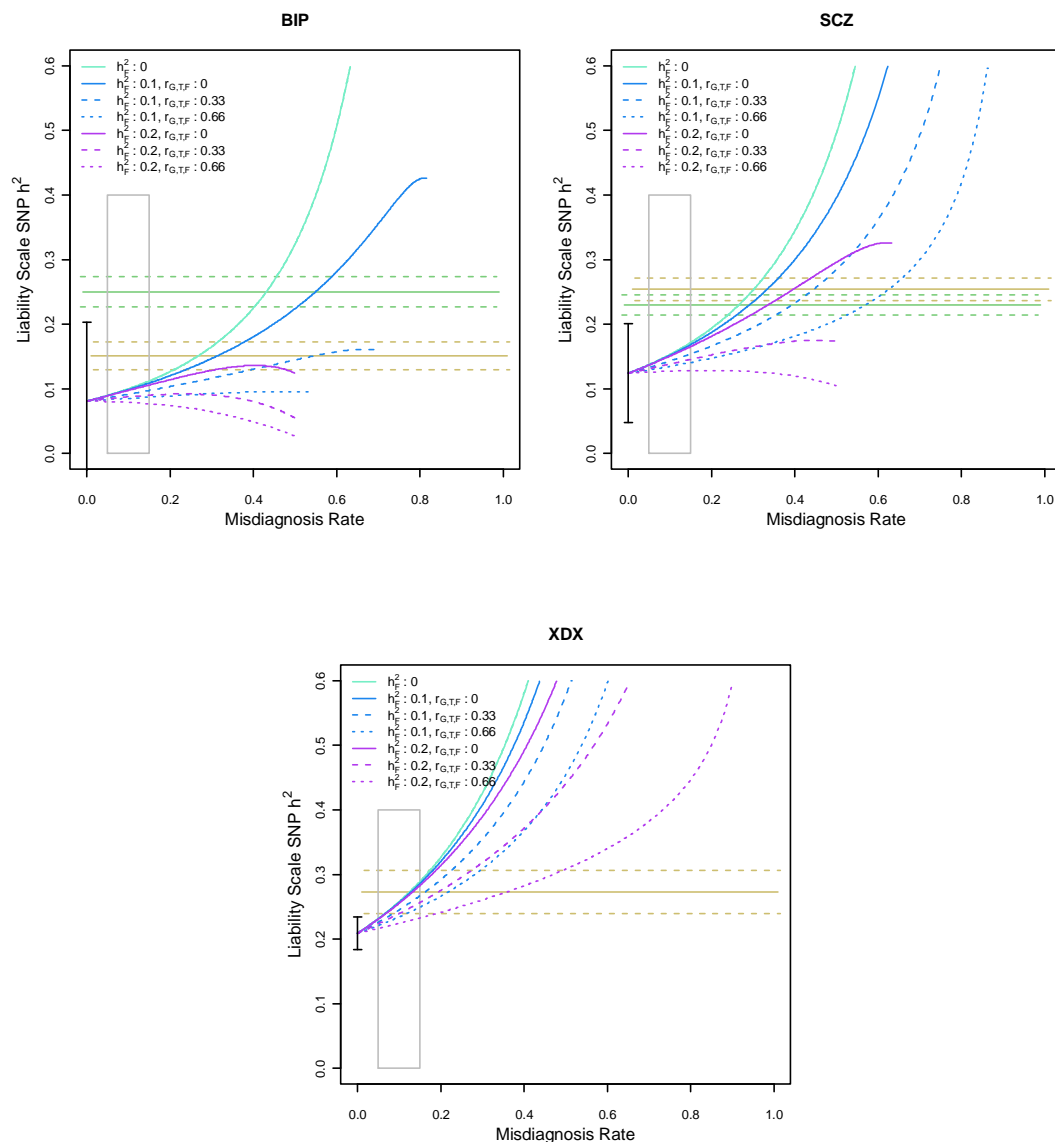 BIP
h²F : 0
h²F : 0.1, rG,T,F : 0
h²F : 0.1, rG,T,F : 0.33
h²F : 0.1, rG,T,F : 0.66
h²F : 0.2, rG,T,F : 0
h²F : 0.2, rG,T,F : 0.33
h²F : 0.2, rG,T,F : 0.66
Liability Scale SNP h²
0.6
0.5
0.4
0.3
0.2
0.1
0.0
0.0 0.2 0.4 0.6 0.8 1.0
Misdiagnosis Rate
SCZ
h²F : 0
h²F : 0.1, rG,T,F : 0
h²F : 0.1, rG,T,F : 0.33
h²F : 0.1, rG,T,F : 0.66
h²F : 0.2, rG,T,F : 0
h²F : 0.2, rG,T,F : 0.33
h²F : 0.2, rG,T,F : 0.66
Liability Scale SNP h²
0.6
0.5
0.4
0.3
0.2
0.1
0.0
0.0 0.2 0.4 0.6 0.8 1.0
Misdiagnosis Rate
XDX
h²F : 0
h²F : 0.1, rG,T,F : 0
h²F : 0.1, rG,T,F : 0.33
h²F : 0.1, rG,T,F : 0.66
h²F : 0.2, rG,T,F : 0
h²F : 0.2, rG,T,F : 0.33
h²F : 0.2, rG,T,F : 0.66
Liability Scale SNP h²
0.6
0.5
0.4
0.3
0.2
0.1
0.0
0.0 0.2 0.4 0.6 0.8 1.0
Misdiagnosis Rate